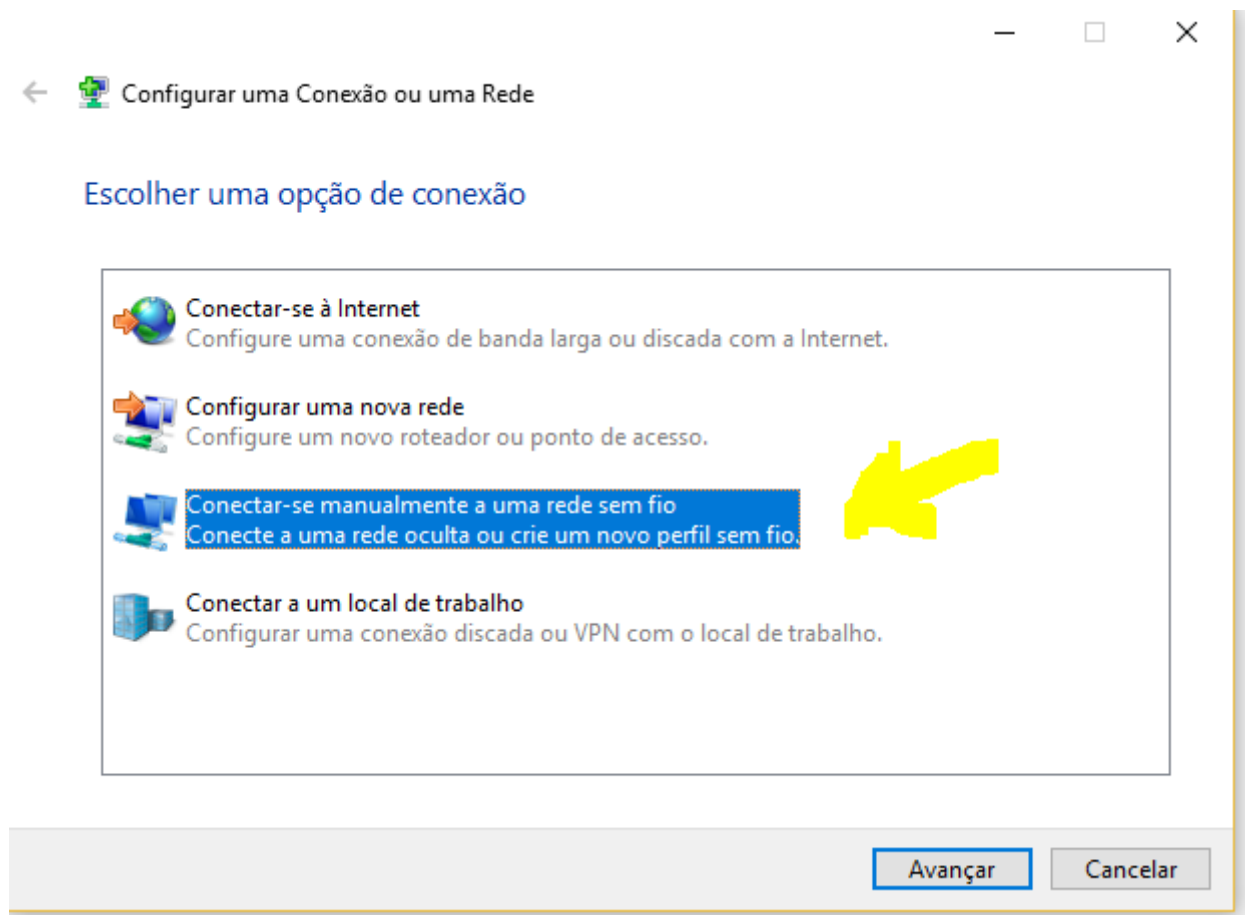 Configurar uma Conexão ou uma Rede
Escolher uma opção de conexão
Conectar-se à Internet
Configure uma conexão de banda larga ou discada com a Internet.
Configurar uma nova rede
Configure um novo roteador ou ponto de acesso.
Conectar-se manualmente a uma rede sem fio
Conecte a uma rede oculta ou crie um novo perfil sem fio.
Conectar a um local de trabalho
Configurar uma conexão discada ou VPN com o local de trabalho.
Avançar
Cancelar